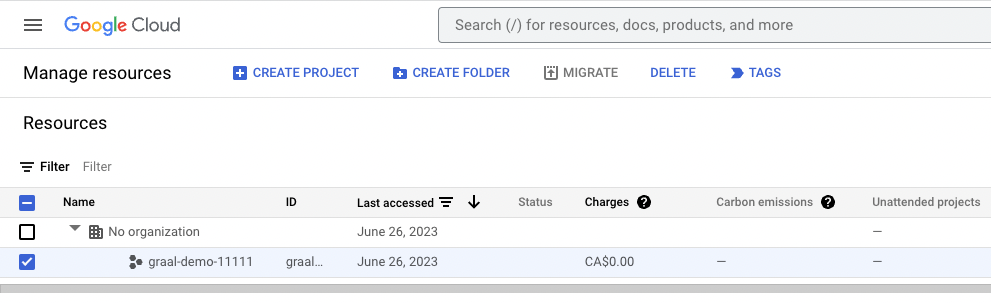 Google Cloud
Search (/) for resources, docs, products, and more
Manage resources CREATE PROJECT CREATE FOLDER MIGRATE DELETE TAGS
Resources
Filter Filter
Name ID Last accessed Status Charges Carbon emissions Unattended projects
No organization June 26, 2023 —
graal-demo-11111 graal... June 26, 2023 CA$0.00 — —